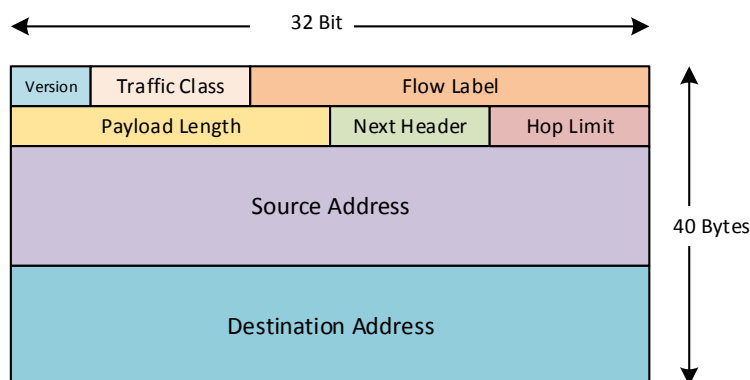 32 Bit
Version Traffic Class Flow Label
Payload Length Next Header Hop Limit
Source Address
40 Bytes
Destination Address